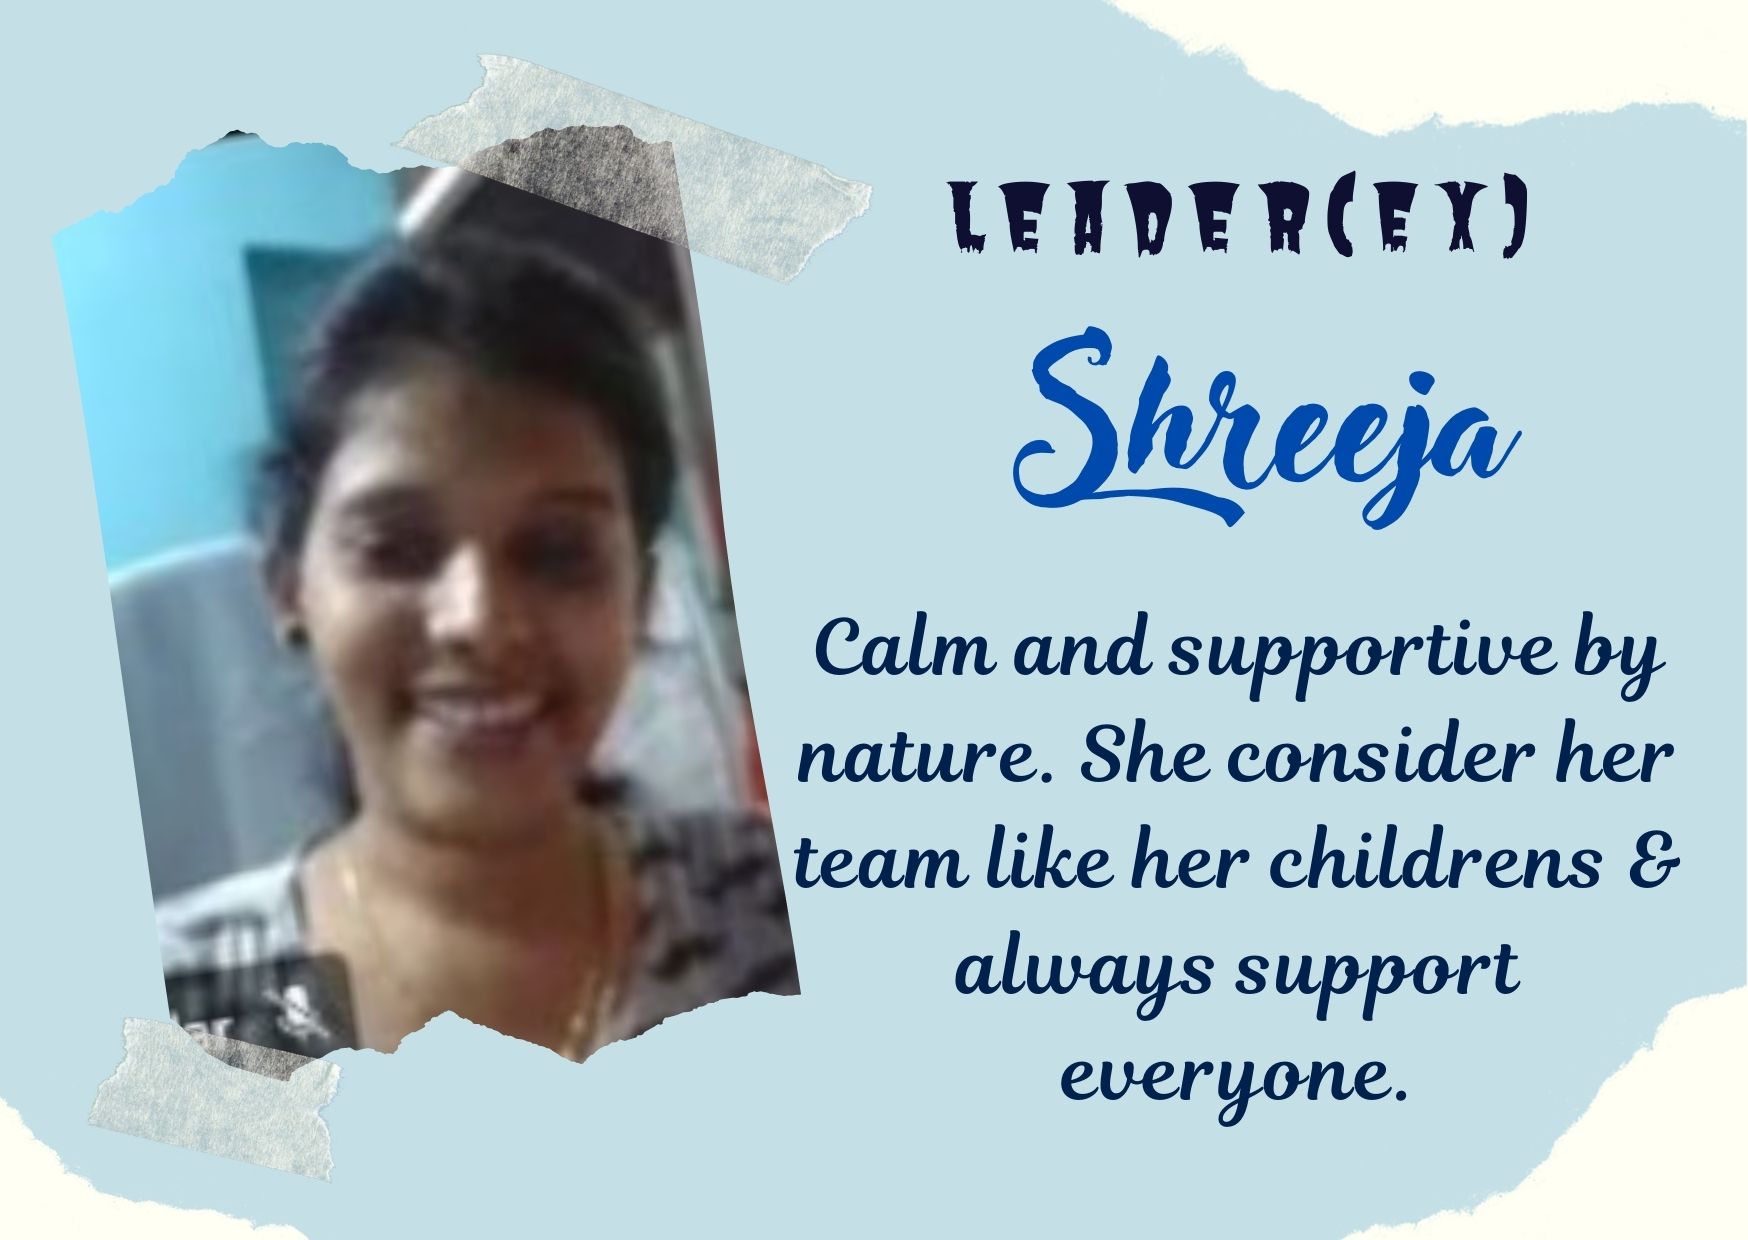 LEADER(EX)
Shreeja
Calm and supportive by
nature. She consider her
team like her childrens &
always support
everyone.